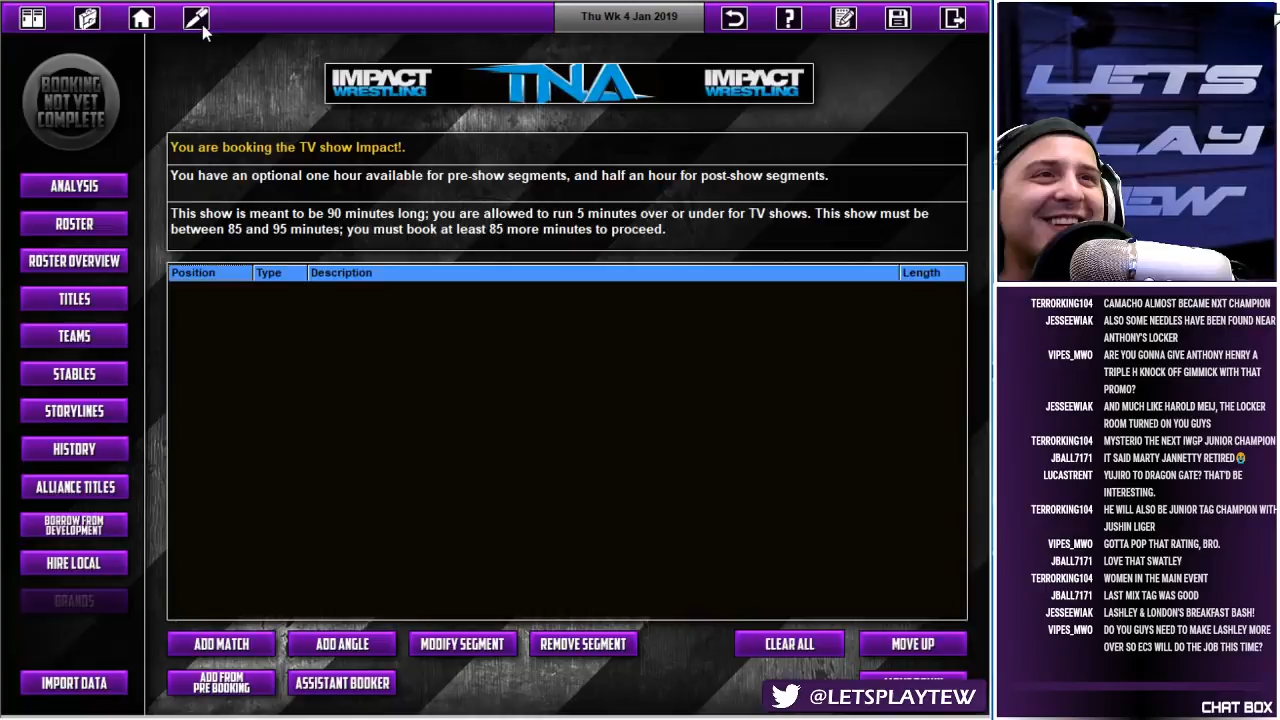 Thu Wk 4 Jan 2019
BOOKING
NOT YET
COMPLETE
IMPACT
WRESTLING
TNA
IMPACT
WRESTLING
You are booking the TV show Impact!.
You have an optional one hour available for pre-show segments, and half an hour for post-show segments.
This show is meant to be 90 minutes long; you are allowed to run 5 minutes over or under for TV shows. This show must be
between 85 and 95 minutes; you must book at least 85 more minutes to proceed.
Position Type Description Length
ANALYSIS
ROSTER
ROSTER OVERVIEW
TITLES
TEAMS
STABLES
STORYLINES
HISTORY
ALLIANCE TITLES
BORROW FROM
DEVELOPMENT
HIRE LOCAL
BRANDS
IMPORT DATA
ADD MATCH ADD ANGLE MODIFY SEGMENT REMOVE SEGMENT CLEAR ALL MOVE UP
ADD FROM
PRE BOOKING
ASSISTANT BOOKER
@LETSPLAYTEW
LETS
PLAY
TEW
TERRORKING104 CAMACHO ALMOST BECAME NXT CHAMPION
JESSEEWIAK ALSO SOME NEEDLES HAVE BEEN FOUND NEAR
ANTHONY'S LOCKER
VIPES_MWO ARE YOU GONNA GIVE ANTHONY HENRY A
TRIPLE H KNOCK OFF GIMMICK WITH THAT
PROMO?
JESSEEWIAK AND MUCH LIKE HAROLD MEIJ, THE LOCKER
ROOM TURNED ON YOU GUYS
TERRORKING104 MYSTERIO THE NEXT IWGP JUNIOR CHAMPION
JBALL7171 IT SAID MARTY JANNETTY RETIRED😢
LUCASTRENT YUJIRO TO DRAGON GATE? THAT'D BE
INTERESTING.
TERRORKING104 HE WILL ALSO BE JUNIOR TAG CHAMPION WITH
JUSHIN LIGER
VIPES_MWO GOTTA POP THAT RATING, BRO.
JBALL7171 LOVE THAT SWATLEY
TERRORKING104 WOMEN IN THE MAIN EVENT
JBALL7171 LAST MIX TAG WAS GOOD
JESSEEWIAK LASHLEY & LONDON'S BREAKFAST BASH!
VIPES_MWO DO YOU GUYS NEED TO MAKE LASHLEY MORE
OVER SO EC3 WILL DO THE JOB THIS TIME?
CHAT BOX